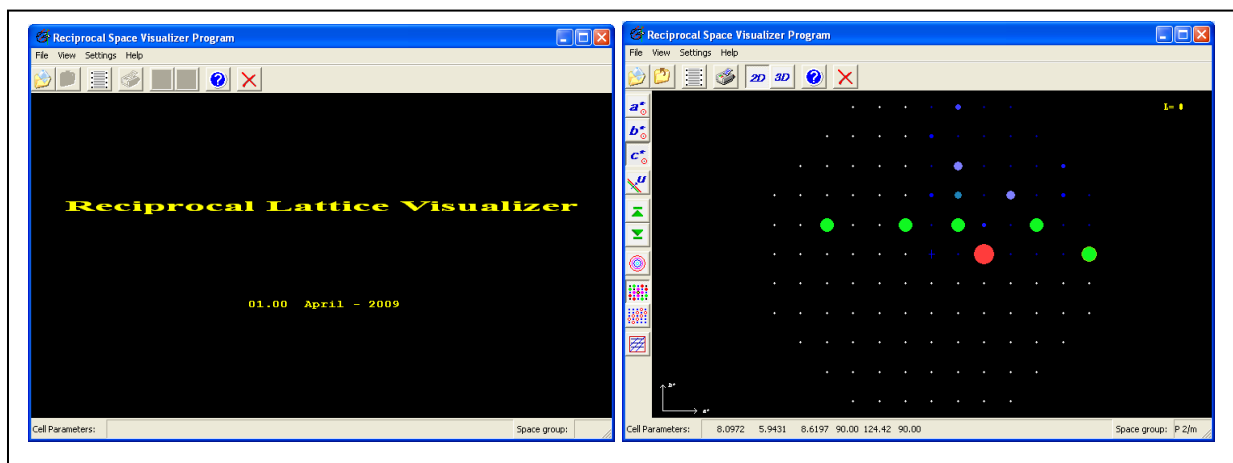 Reciprocal Space Visualizer Program
File View Settings Help
Reciprocal Lattice Visualizer
01.00 April - 2009
Cell Parameters: Space group:
Reciprocal Space Visualizer Program
File View Settings Help
2D 3D
L= 0
a*
b*
c*
u
b*
a*
Cell Parameters: 8.0972 5.9431 8.6197 90.00 124.42 90.00 Space group: P 2/m